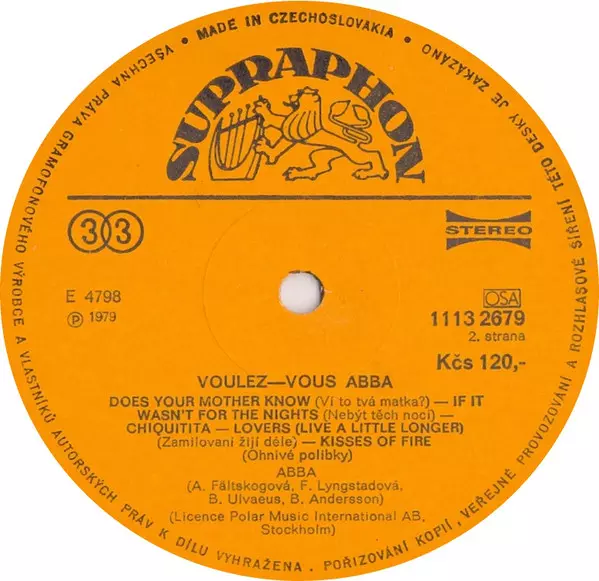 VŠECHNA PRÁVA GRAMOFONOVÉHO VÝROBCE A VLASTNÍKŮ AUTORSKÝCH PRÁV K DÍLU VYHRAŽENA. POŘIZOVÁNÍ KOPIÍ, VEŘEJNÉ PROVOZOVÁNÍ A ROZHLASOVÉ ŠÍŘENÍ TÉTO DESKY JE ZAKÁZÁNO
• MADE IN CZECHOSLOVAKIA •
SUPRAPHON
33
STEREO
E 4798
℗ 1979
OSA
1113 2679
2. strana
Kčs 120,-
VOULEZ—VOUS ABBA
DOES YOUR MOTHER KNOW (Ví to tvá matka?) — IF IT
WASN'T FOR THE NIGHTS (Nebýt těch nocí) —
CHIQUITITA — LOVERS (LIVE A LITTLE LONGER)
(Zamilovaní žijí déle) — KISSES OF FIRE
(Ohnivé polibky)
ABBA
(A. Fältskogová, F. Lyngstadová,
B. Ulvaeus, B. Andersson)
(Licence Polar Music International AB,
Stockholm)